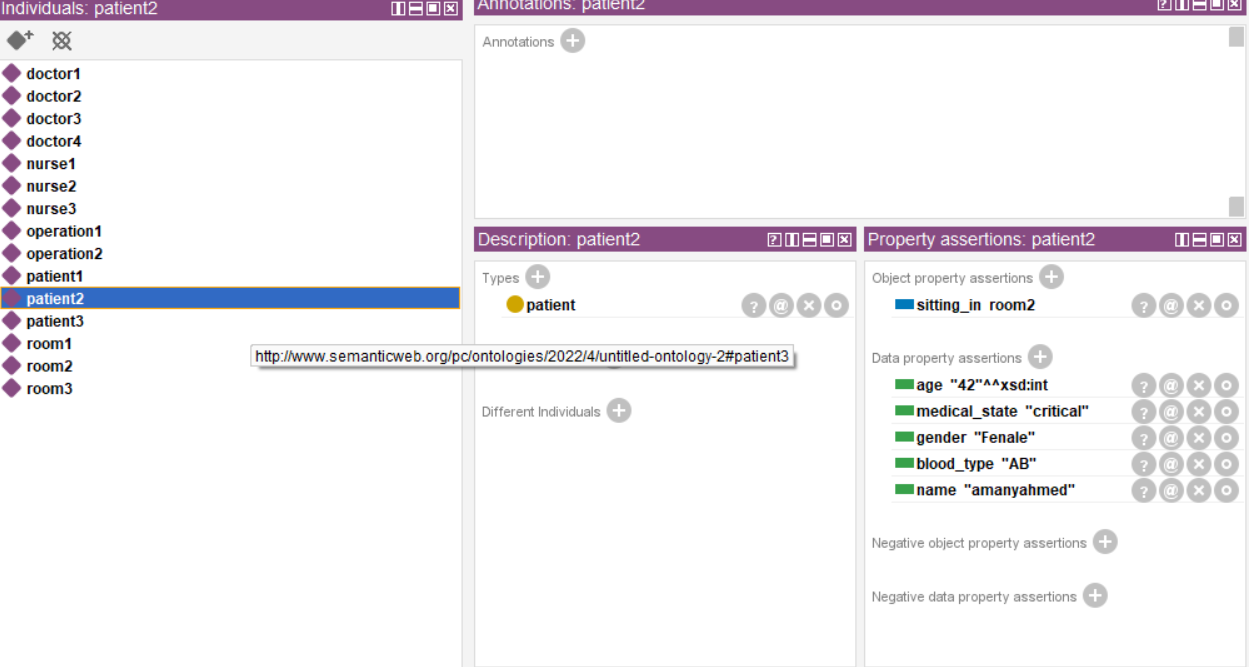 Individuals: patient2
doctor1
doctor2
doctor3
doctor4
nurse1
nurse2
nurse3
operation1
operation2
patient1
patient2
patient3
room1
room2
room3
Annotations: patient2
Annotations
Description: patient2
Types
patient
http://www.semanticweb.org/pc/ontologies/2022/4/untitled-ontology-2#patient3
Different Individuals
Property assertions: patient2
Object property assertions
sitting_in room2
Data property assertions
age "42"^^xsd:int
medical_state "critical"
gender "Fenale"
blood_type "AB"
name "amanyahmed"
Negative object property assertions
Negative data property assertions